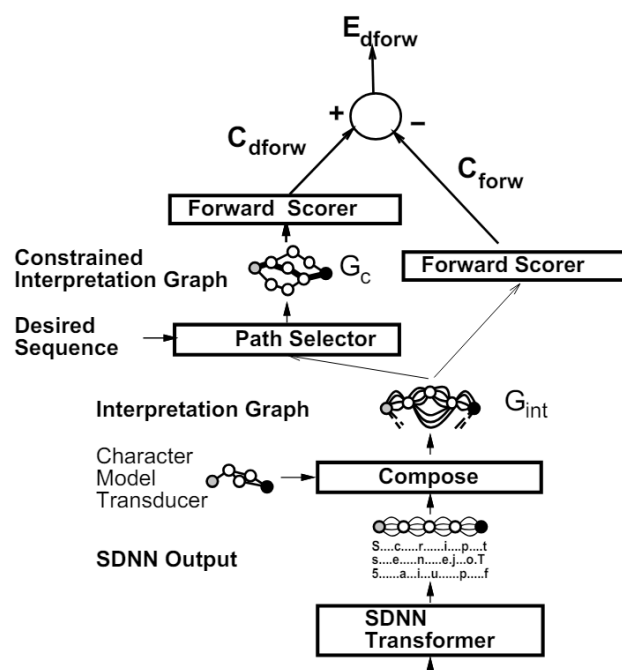 E_dforw
+ −
C_dforw
C_forw
Forward Scorer
Constrained
Interpretation Graph
G_c
Forward Scorer
Desired
Sequence
Path Selector
Interpretation Graph
G_int
Character
Model
Transducer
Compose
SDNN Output
S....c.....r......i....p....t
s....e.....n.....e.j...o.T
5.....a...i...u......p....f
SDNN
Transformer